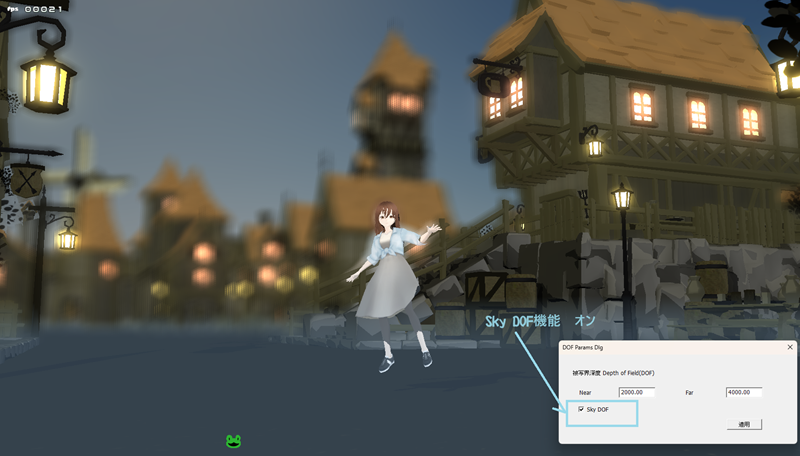 fps 00021
Sky DOF機能 オン
DOF Params Dlg
被写界深度 Depth of Field(DOF)
Near 2000.00 Far 4000.00
Sky DOF
適用